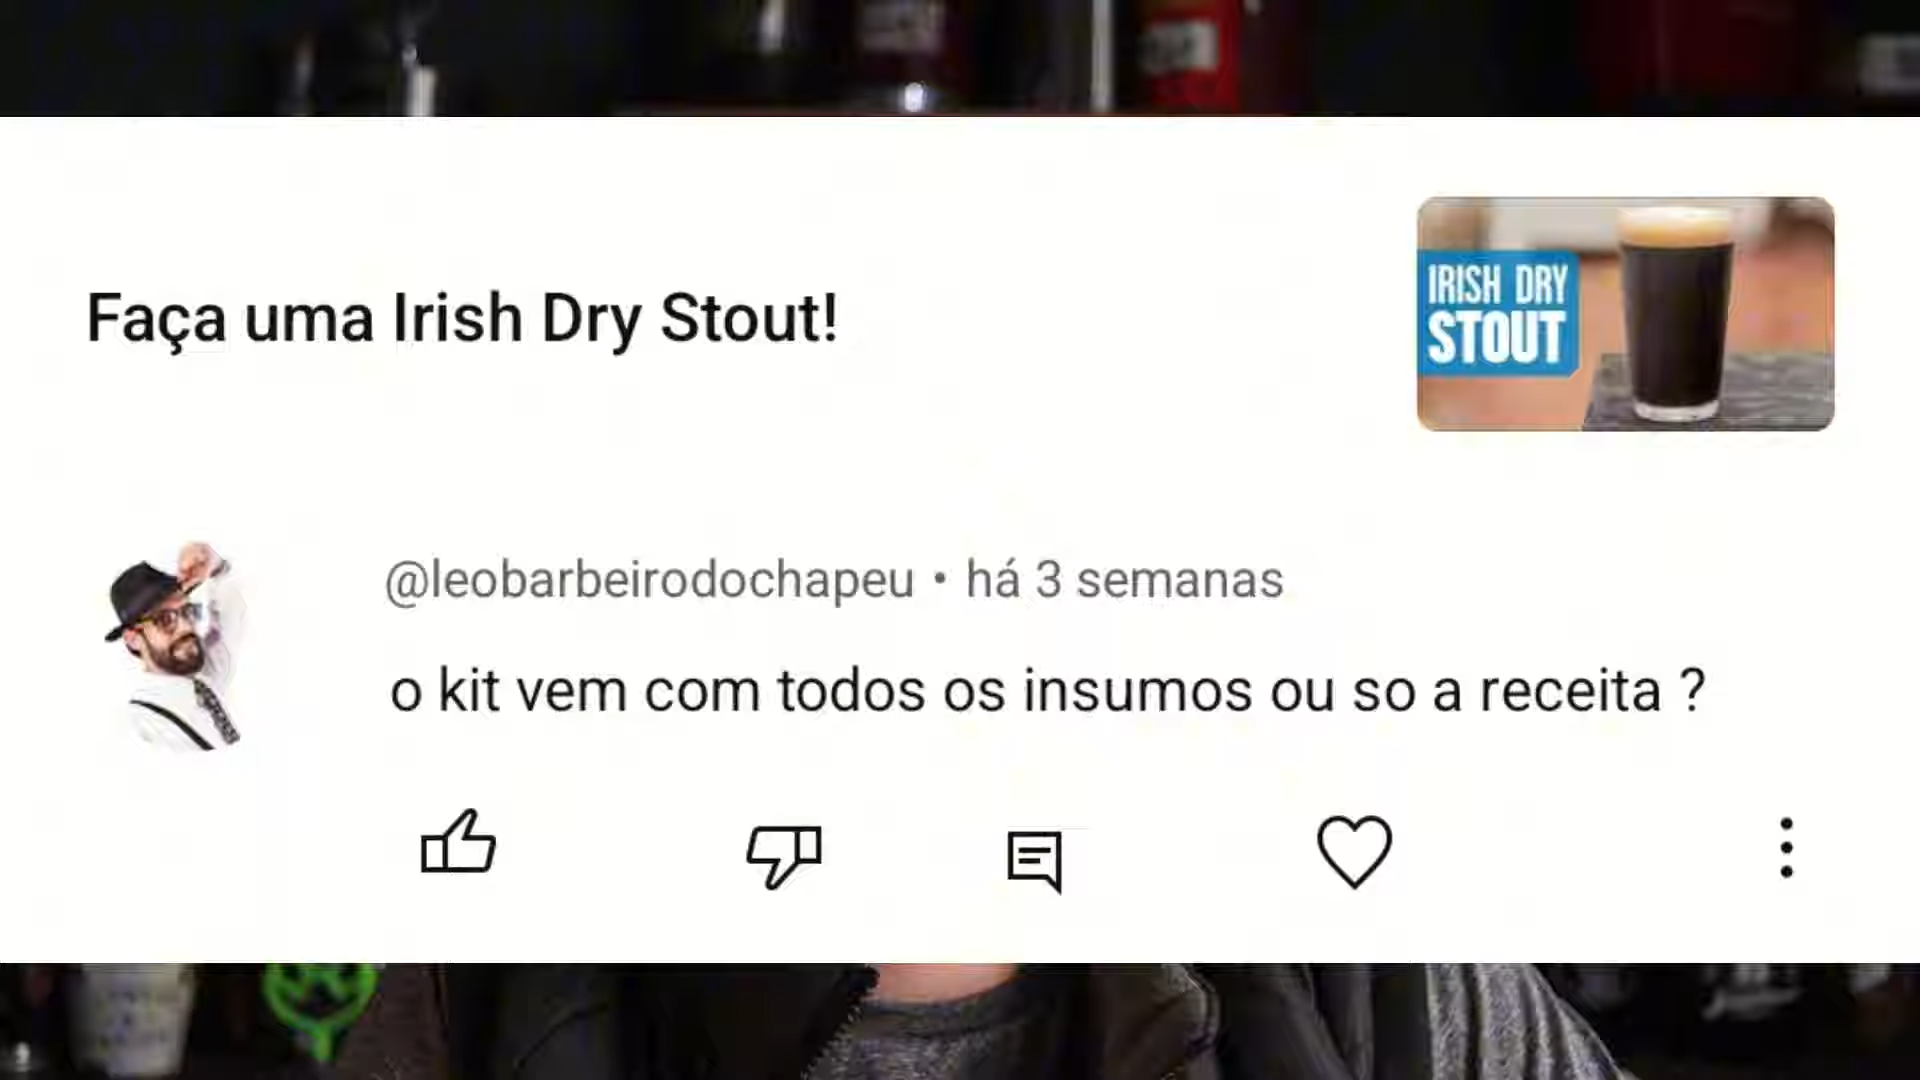 Faça uma Irish Dry Stout!
IRISH DRY
STOUT
@leobarbeirodochapeu • há 3 semanas
o kit vem com todos os insumos ou so a receita ?